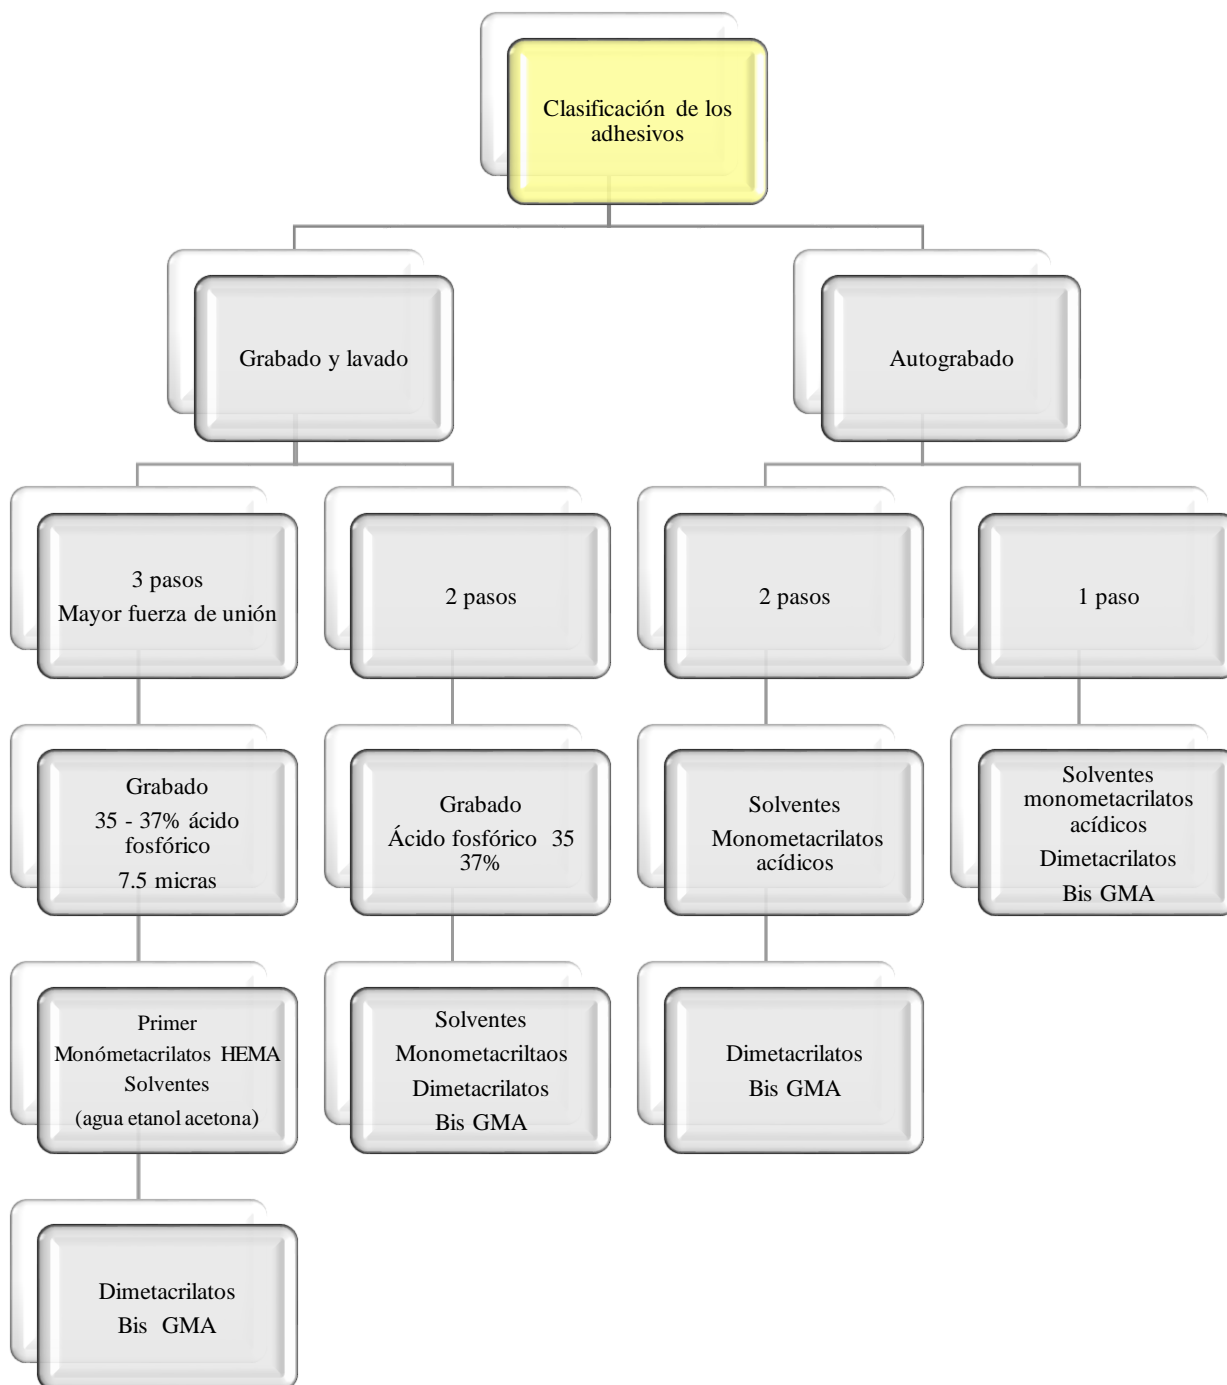 Clasificación de los
adhesivos
Grabado y lavado
Autograbado
3 pasos
Mayor fuerza de unión
2 pasos
2 pasos
1 paso
Grabado
35 - 37% ácido
fosfórico
7.5 micras
Grabado
Ácido fosfórico 35
37%
Solventes
Monometacrilatos
acídicos
Solventes
monometacrilatos
acídicos
Dimetacrilatos
Bis GMA
Primer
Monómetacrilatos HEMA
Solventes
(agua etanol acetona)
Solventes
Monometacriltaos
Dimetacrilatos
Bis GMA
Dimetacrilatos
Bis GMA
Dimetacrilatos
Bis GMA